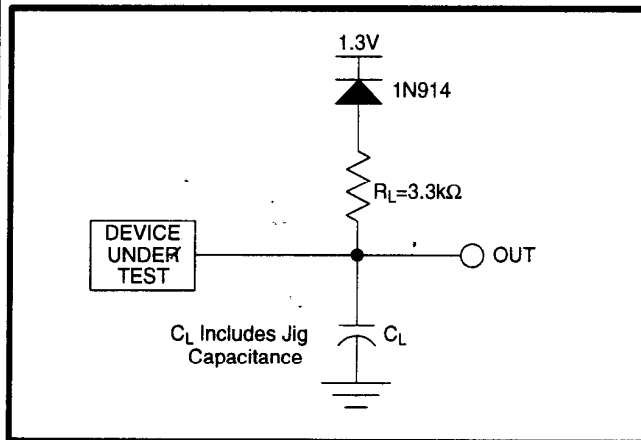 1.3V
1N914
R_L=3.3kΩ
DEVICE
UNDER
TEST
OUT
C_L Includes Jig
Capacitance
C_L